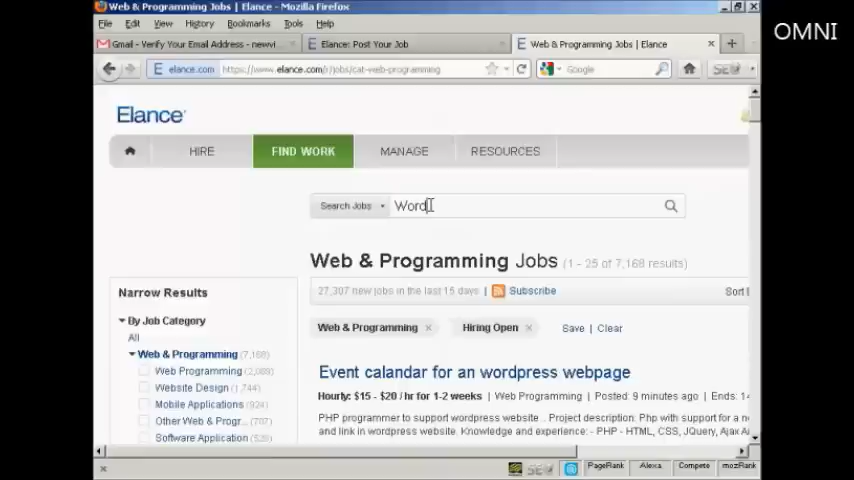 Web & Programming Jobs | Elance - Mozilla Firefox
OMNI
File Edit View History Bookmarks Tools Help
Gmail - Verify Your Email Address - newvi...
Elance: Post Your Job
Web & Programming Jobs | Elance
elance.com
https://www.elance.com/r/jobs/cat-web-programming
Google
Elance
HIRE
FIND WORK
MANAGE
RESOURCES
Search Jobs
Word
Web & Programming Jobs (1 - 25 of 7,168 results)
27,307 new jobs in the last 15 days | Subscribe
Sort
Narrow Results
Web & Programming × Hiring Open × Save | Clear
By Job Category
All
Web & Programming (7,168)
Web Programming
Website Design (1,744)
Mobile Applications (924)
Other Web & Progr... (707)
Software Application
Event calandar for an wordpress webpage
Hourly: $15 - $20 / hr for 1-2 weeks | Web Programming | Posted: 9 minutes ago | Ends: 14
PHP programmer to support wordpress website . Project description: Php with support for a
and link in wordpress website. Knowledge and experience: - PHP - HTML, CSS, JQuery, Ajax
PageRank
Alexa
Compete
mozRank